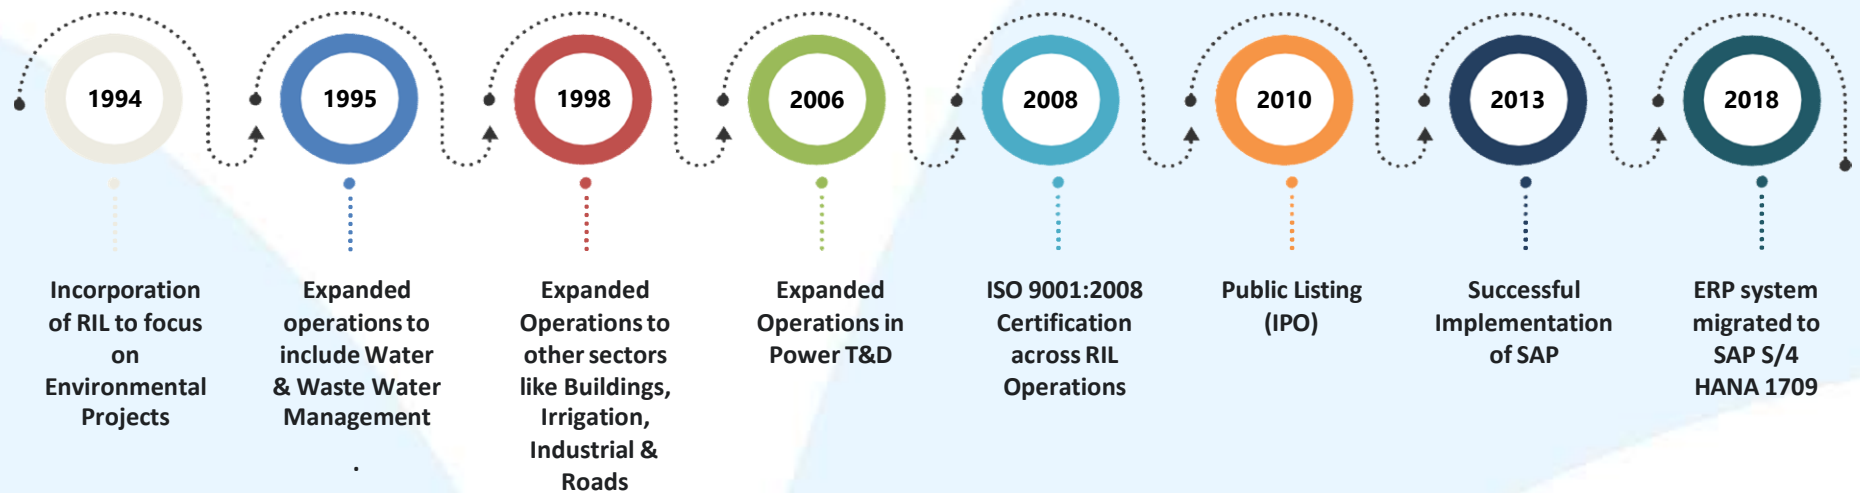 1994
1995
1998
2006
2008
2010
2013
2018
Incorporation
of RIL to focus
on
Environmental
Projects
Expanded
operations to
include Water
& Waste Water
Management
.
Expanded
Operations to
other sectors
like Buildings,
Irrigation,
Industrial &
Roads
Expanded
Operations in
Power T&D
ISO 9001:2008
Certification
across RIL
Operations
Public Listing
(IPO)
Successful
Implementation
of SAP
ERP system
migrated to
SAP S/4
HANA 1709